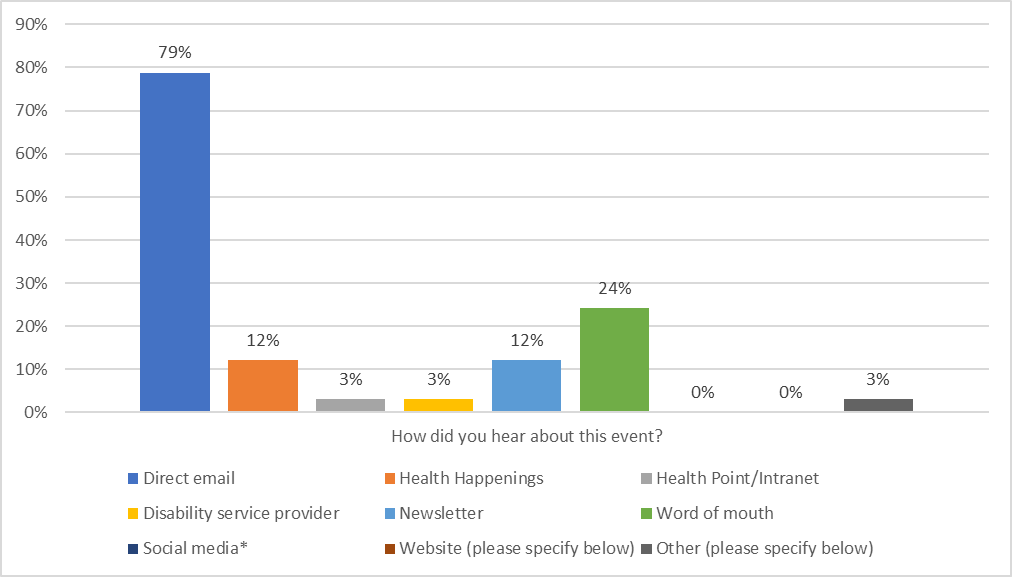 90%
79%
80%
70%
60%
50%
40%
30%
24%
20%
12%
12%
10%
3%
3%
0%
0%
3%
0%
How did you hear about this event?
Direct email
Health Happenings
Health Point/Intranet
Disability service provider
Newsletter
Word of mouth
Social media*
Website (please specify below)
Other (please specify below)